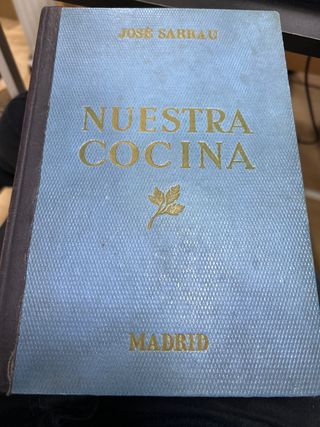 JOSÉ SARRAU
NUESTRA
COCINA
MADRID